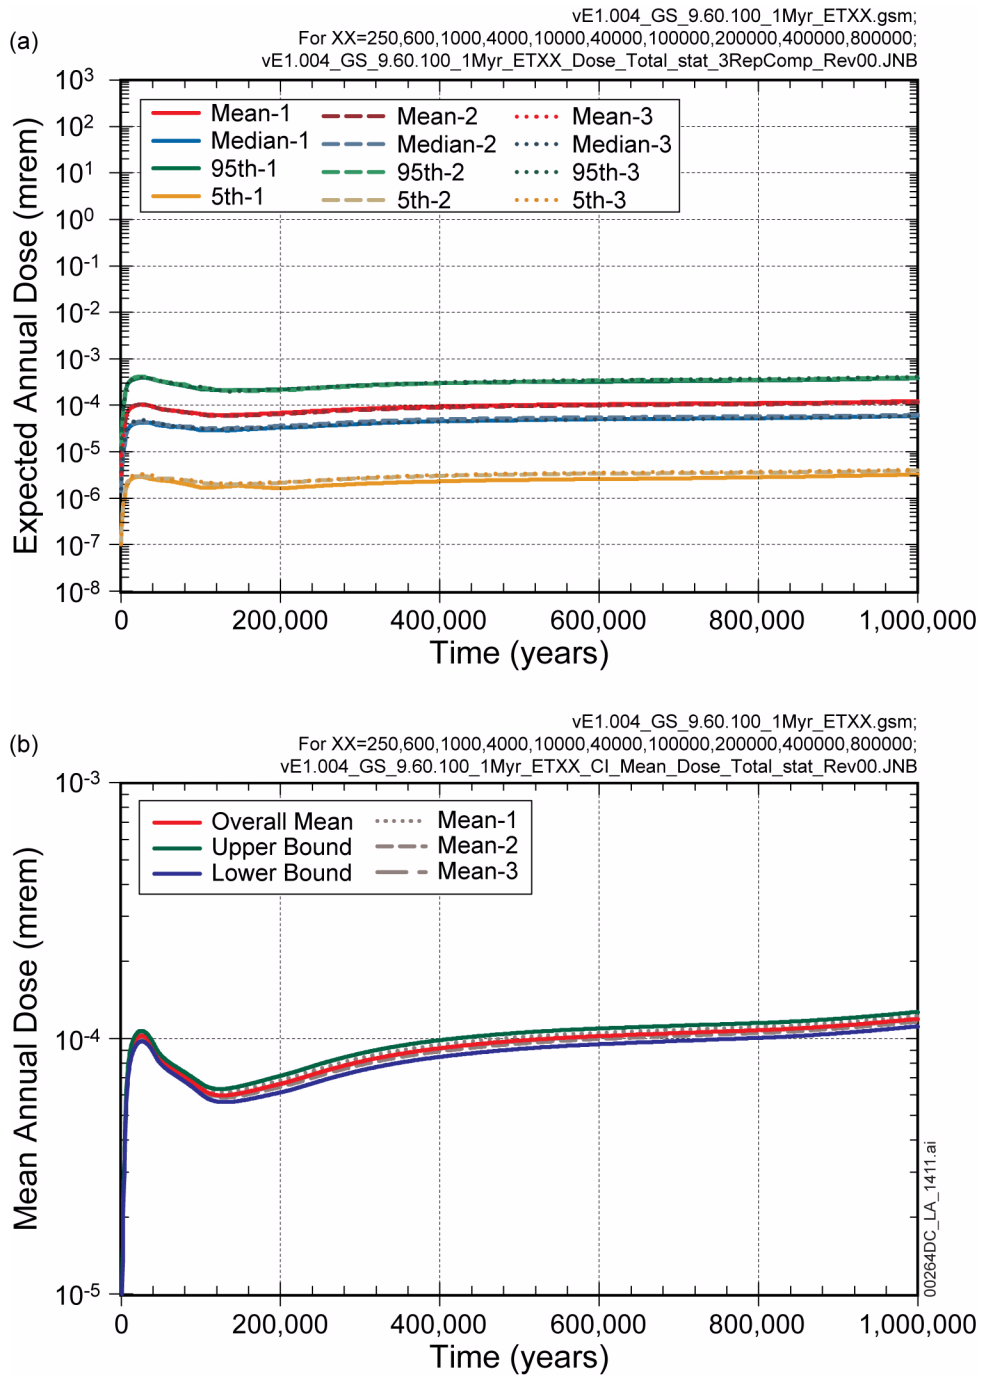 (a)
vE1.004_GS_9.60.100_1Myr_ETXX.gsm;
For XX=250,600,1000,4000,10000,40000,100000,200000,400000,800000;
vE1.004_GS_9.60.100_1Myr_ETXX_Dose_Total_stat_3RepComp_Rev00.JNB
Expected Annual Dose (mrem)
10³
10²
10¹
10⁰
10⁻¹
10⁻²
10⁻³
10⁻⁴
10⁻⁵
10⁻⁶
10⁻⁷
10⁻⁸
Mean-1 Mean-2 Mean-3
Median-1 Median-2 Median-3
95th-1 95th-2 95th-3
5th-1 5th-2 5th-3
0 200,000 400,000 600,000 800,000 1,000,000
Time (years)
(b)
vE1.004_GS_9.60.100_1Myr_ETXX.gsm;
For XX=250,600,1000,4000,10000,40000,100000,200000,400000,800000;
vE1.004_GS_9.60.100_1Myr_ETXX_CI_Mean_Dose_Total_stat_Rev00.JNB
Mean Annual Dose (mrem)
10⁻³
10⁻⁴
10⁻⁵
Overall Mean Mean-1
Upper Bound Mean-2
Lower Bound Mean-3
0 200,000 400,000 600,000 800,000 1,000,000
Time (years)
00264DC_LA_1411.ai